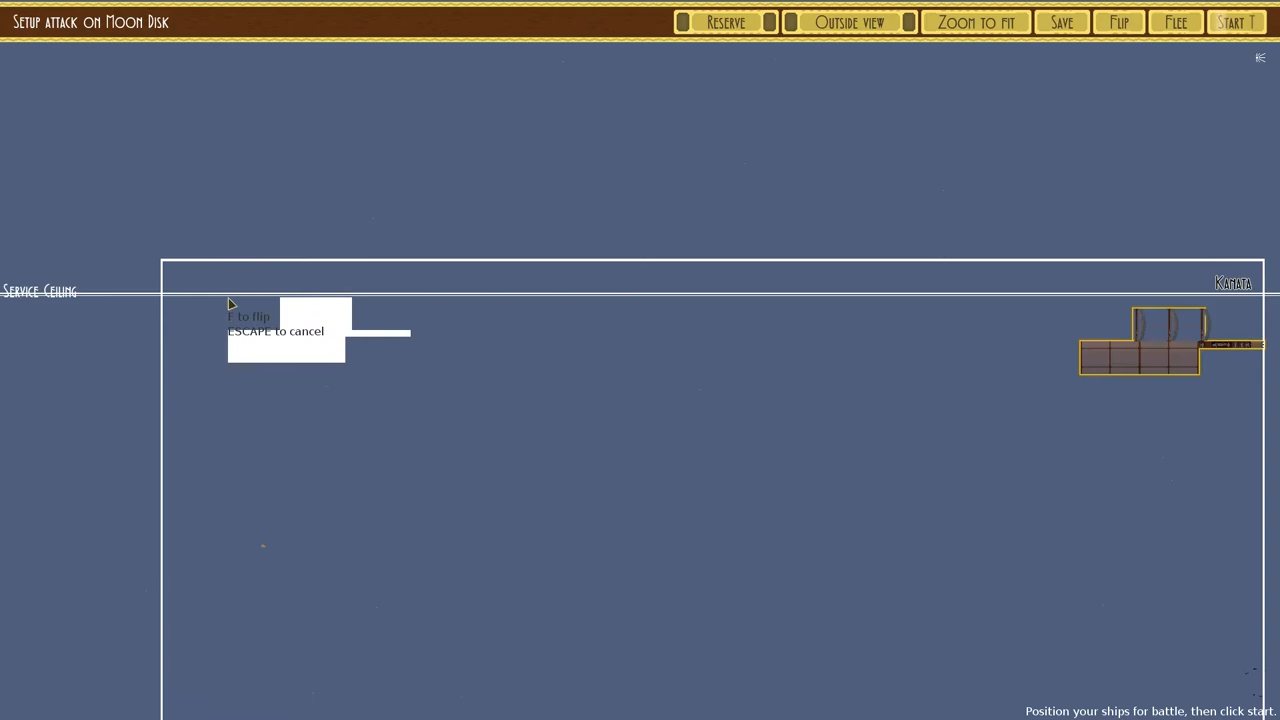 Setup attack on Moon Disk
Reserve
Outside view
Zoom to fit
Save
Flip
Flee
Start T
Service Ceiling
Kamata
F to flip
ESCAPE to cancel
Position your ships for battle, then click start.